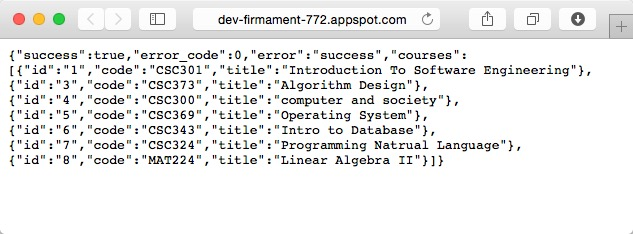 dev-firmament-772.appspot.com
{"success":true,"error_code":0,"error":"success","courses":
[{"id":"1","code":"CSC301","title":"Introduction To Software Engineering"},
{"id":"3","code":"CSC373","title":"Algorithm Design"},
{"id":"4","code":"CSC300","title":"computer and society"},
{"id":"5","code":"CSC369","title":"Operating System"},
{"id":"6","code":"CSC343","title":"Intro to Database"},
{"id":"7","code":"CSC324","title":"Programming Natrual Language"},
{"id":"8","code":"MAT224","title":"Linear Algebra II"}]}